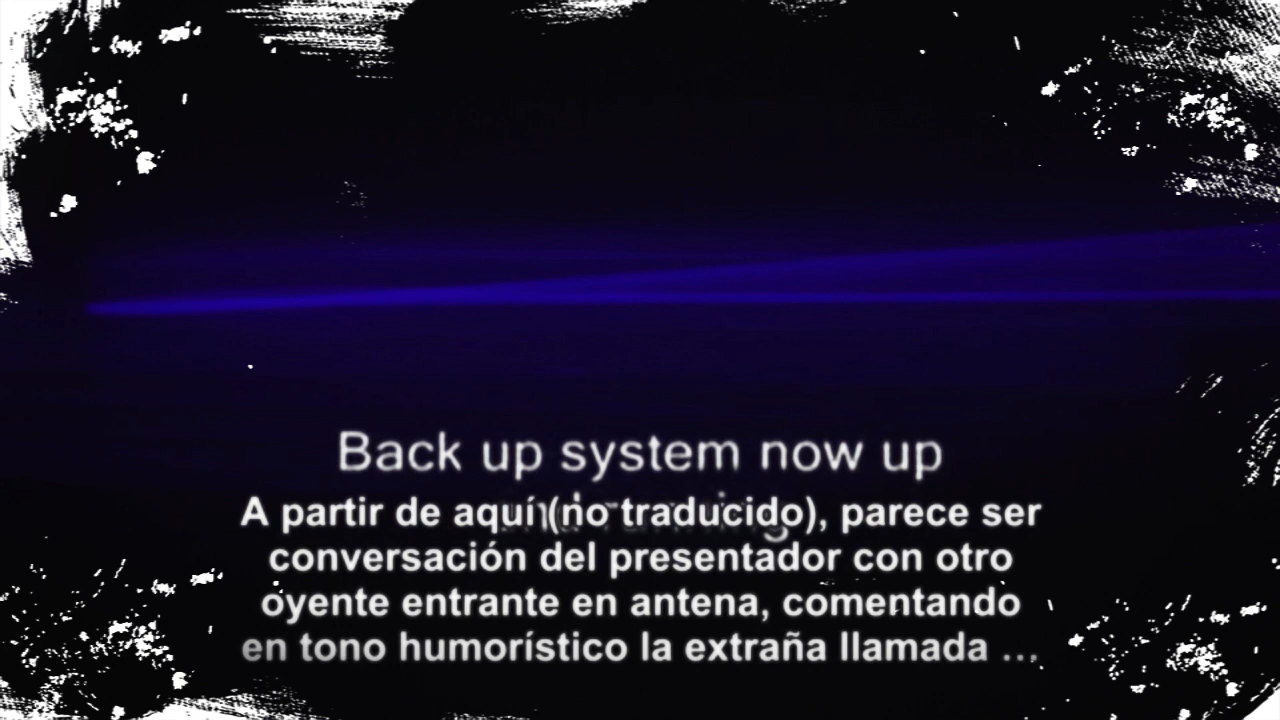 Back up system now up
A partir de aquí (no traducido), parece ser
conversación del presentador con otro
oyente entrante en antena, comentando
en tono humorístico la extraña llamada ...